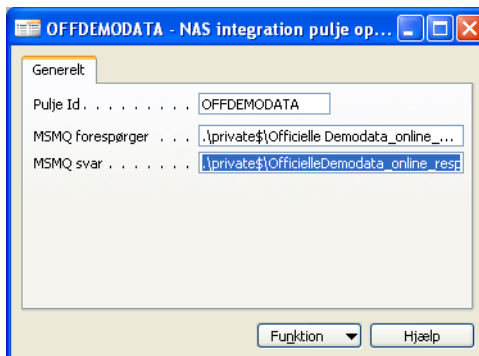 OFFDEMODATA - NAS integration pulje op...
Generelt
Pulje Id . . . . . . . . . OFFDEMODATA
MSMQ forespørger . . . .\private$\Officielle Demodata_online_...
MSMQ svar . . . . . . . .\private$\OfficielleDemodata_online_resp
Funktion Hjælp